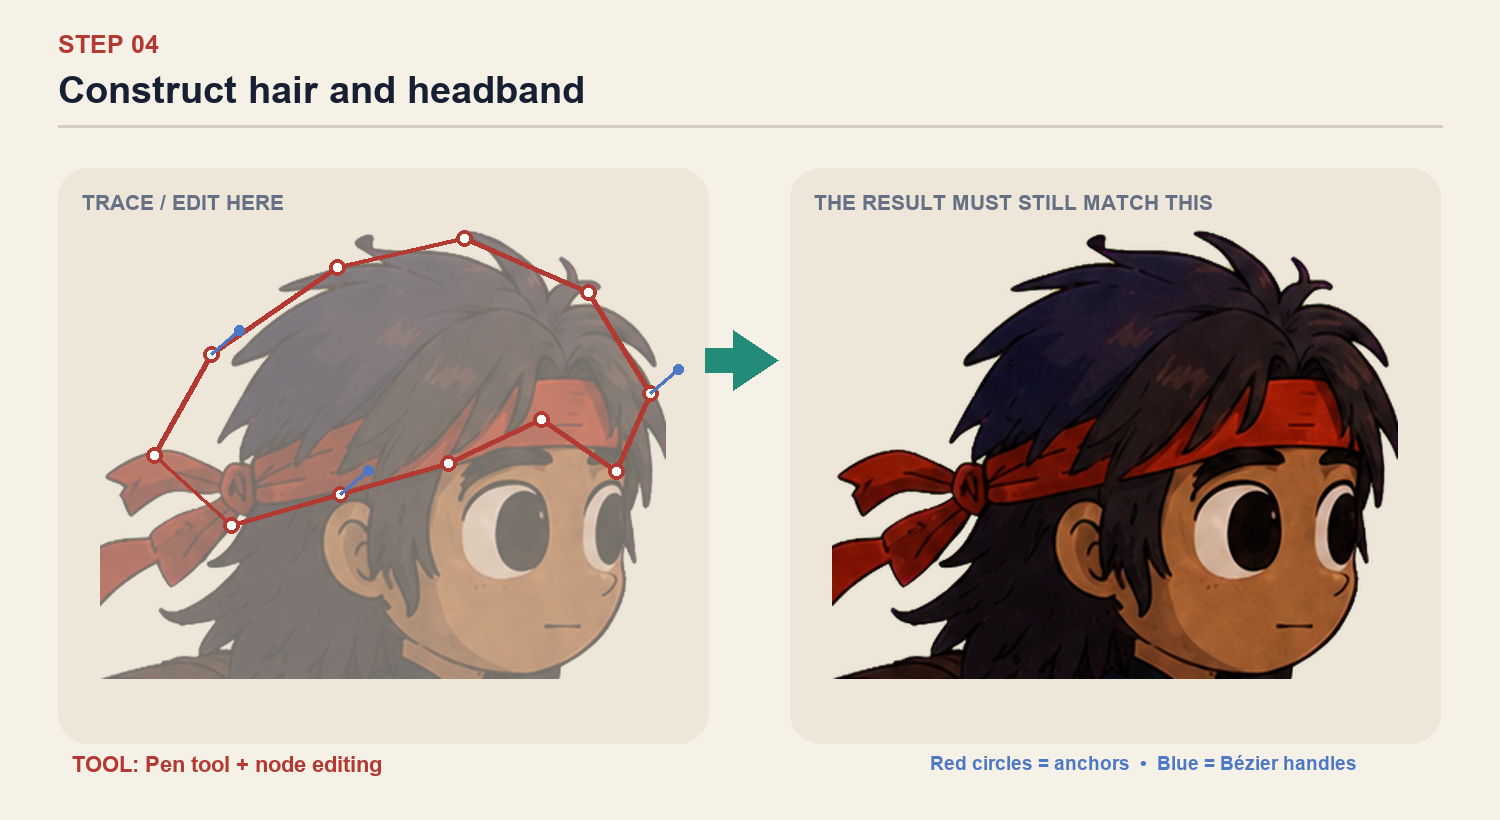 STEP 04
Construct hair and headband
TRACE / EDIT HERE
THE RESULT MUST STILL MATCH THIS
TOOL: Pen tool + node editing
Red circles = anchors • Blue = Bézier handles